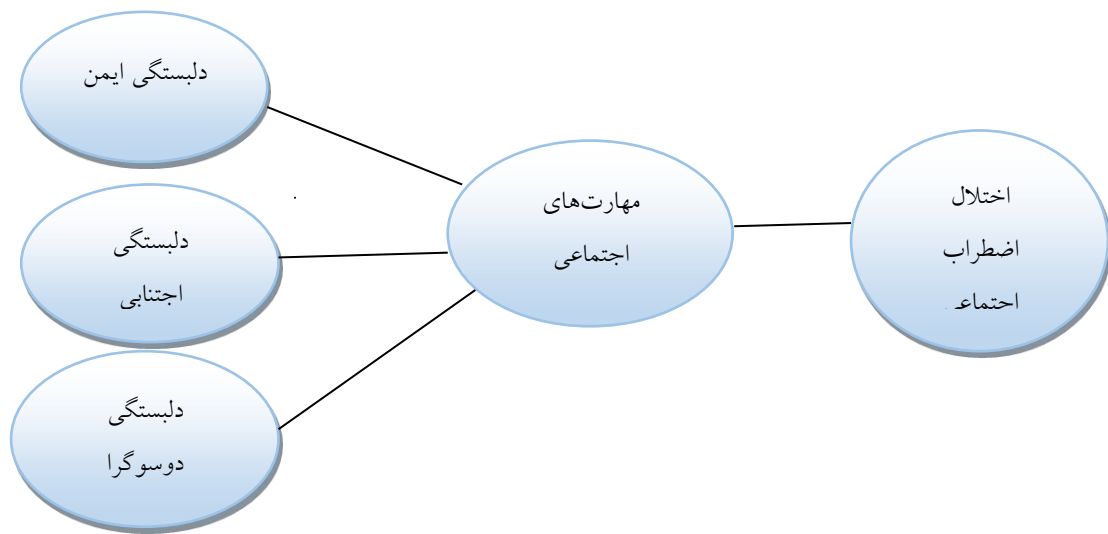 دلبستگی ایمن
دلبستگی
اجتنابی
دلبستگی
دوسوگرا
مهارت‌های
اجتماعی
اختلال
اضطراب